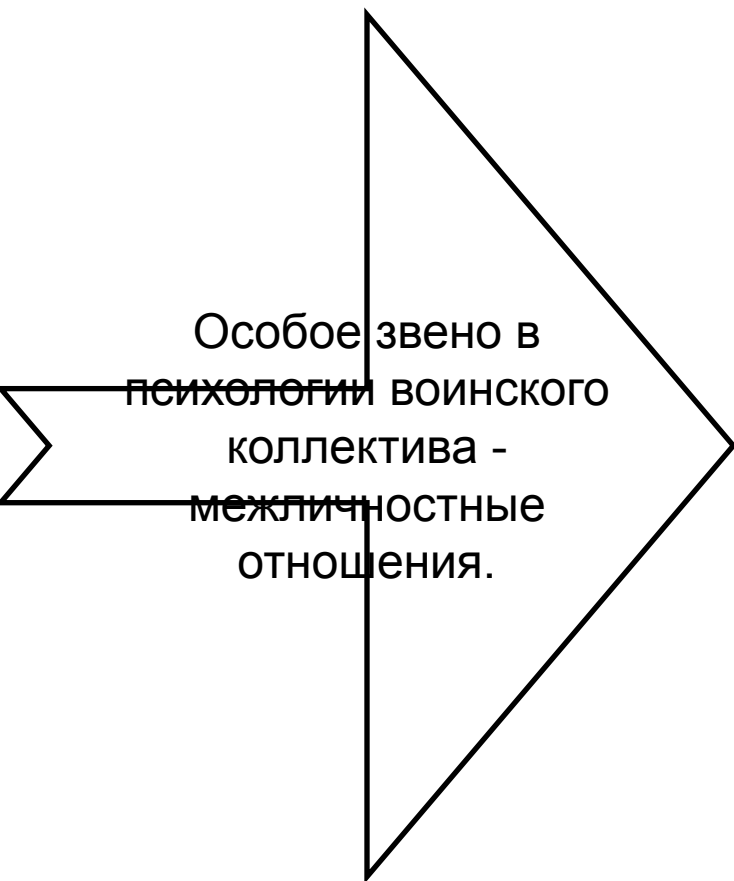 Особое звено в
психологии воинского
коллектива -
межличностные
отношения.